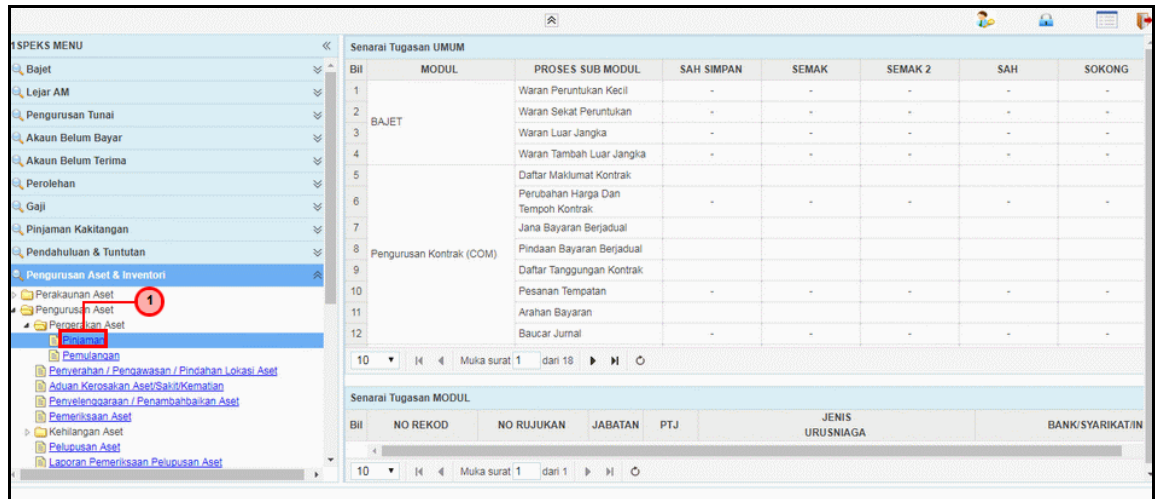 1SPEKS MENU
Bajet
Lejar AM
Pengurusan Tunai
Akaun Belum Bayar
Akaun Belum Terima
Perolehan
Gaji
Pinjaman Kakitangan
Pendahuluan & Tuntutan
Pengurusan Aset & Inventori
Perakaunan Aset
Pengurusan Aset
1
Pergerakan Aset
Pinjaman
Pemulangan
Penyerahan / Pengawasan / Pindahan Lokasi Aset
Aduan Kerosakan Aset/Sakit/Kematian
Penyelenggaraan / Penambahbaikan Aset
Pemeriksaan Aset
Kehilangan Aset
Pelupusan Aset
Laporan Pemeriksaan Pelupusan Aset
Senarai Tugasan UMUM
Bil MODUL PROSES SUB MODUL SAH SIMPAN SEMAK SEMAK 2 SAH SOKONG
1 BAJET Waran Peruntukan Kecil - - - - -
2 Waran Sekat Peruntukan - - - - -
3 Waran Luar Jangka - - - - -
4 Waran Tambah Luar Jangka - - - - -
5 Pengurusan Kontrak (COM) Daftar Maklumat Kontrak
6 Perubahan Harga Dan
Tempoh Kontrak - - - - -
7 Jana Bayaran Berjadual
8 Pindaan Bayaran Berjadual
9 Daftar Tanggungan Kontrak
10 Pesanan Tempatan - - - - -
11 Arahan Bayaran
12 Baucar Jurnal - - - - -
10 Muka surat 1 dari 18
Senarai Tugasan MODUL
Bil NO REKOD NO RUJUKAN JABATAN PTJ JENIS
URUSNIAGA BANK/SYARIKAT/IN
10 Muka surat 1 dari 1